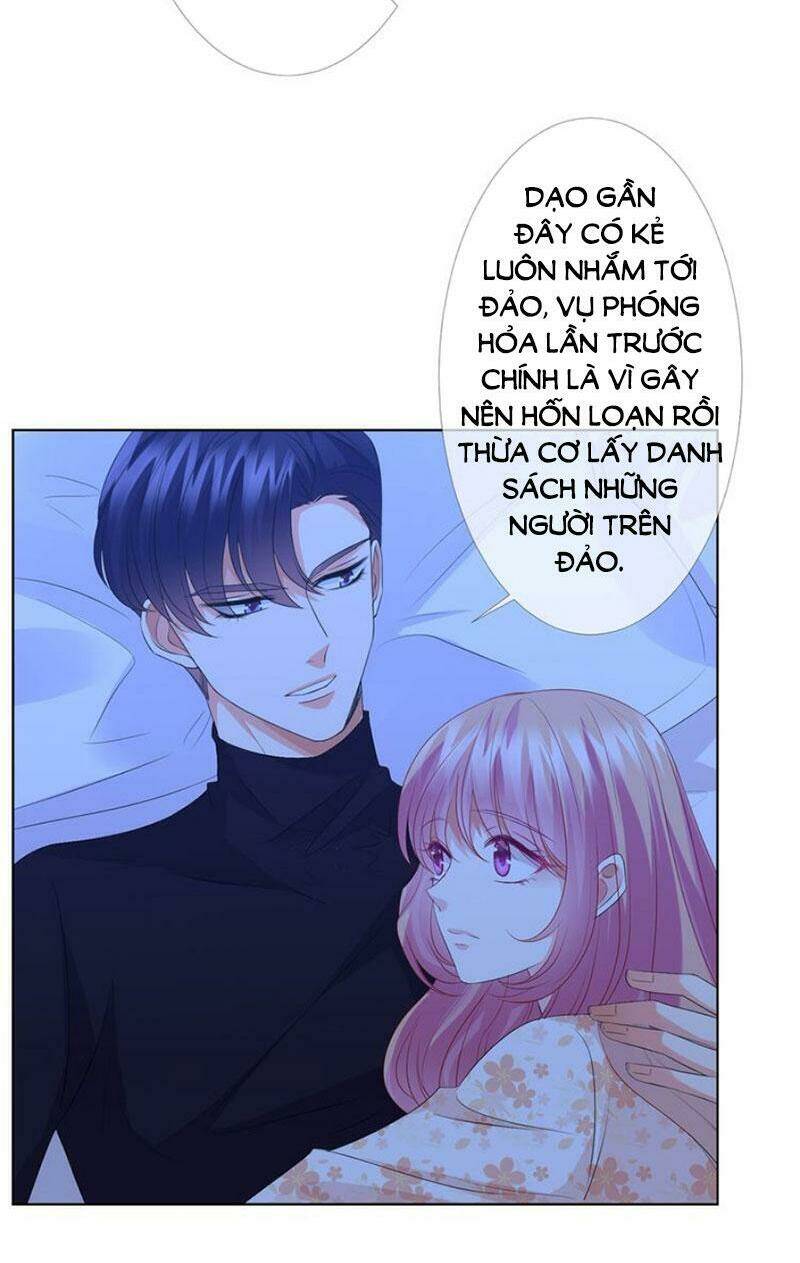 DẠO GẦN
ĐÂY CÓ KẺ
LUÔN NHẮM TỚI
ĐẢO, VỤ PHÓNG
HỎA LẦN TRƯỚC
CHÍNH LÀ VÌ GÂY
NÊN HỖN LOẠN RỒI
THỪA CƠ LẤY DANH
SÁCH NHỮNG
NGƯỜI TRÊN
ĐẢO.